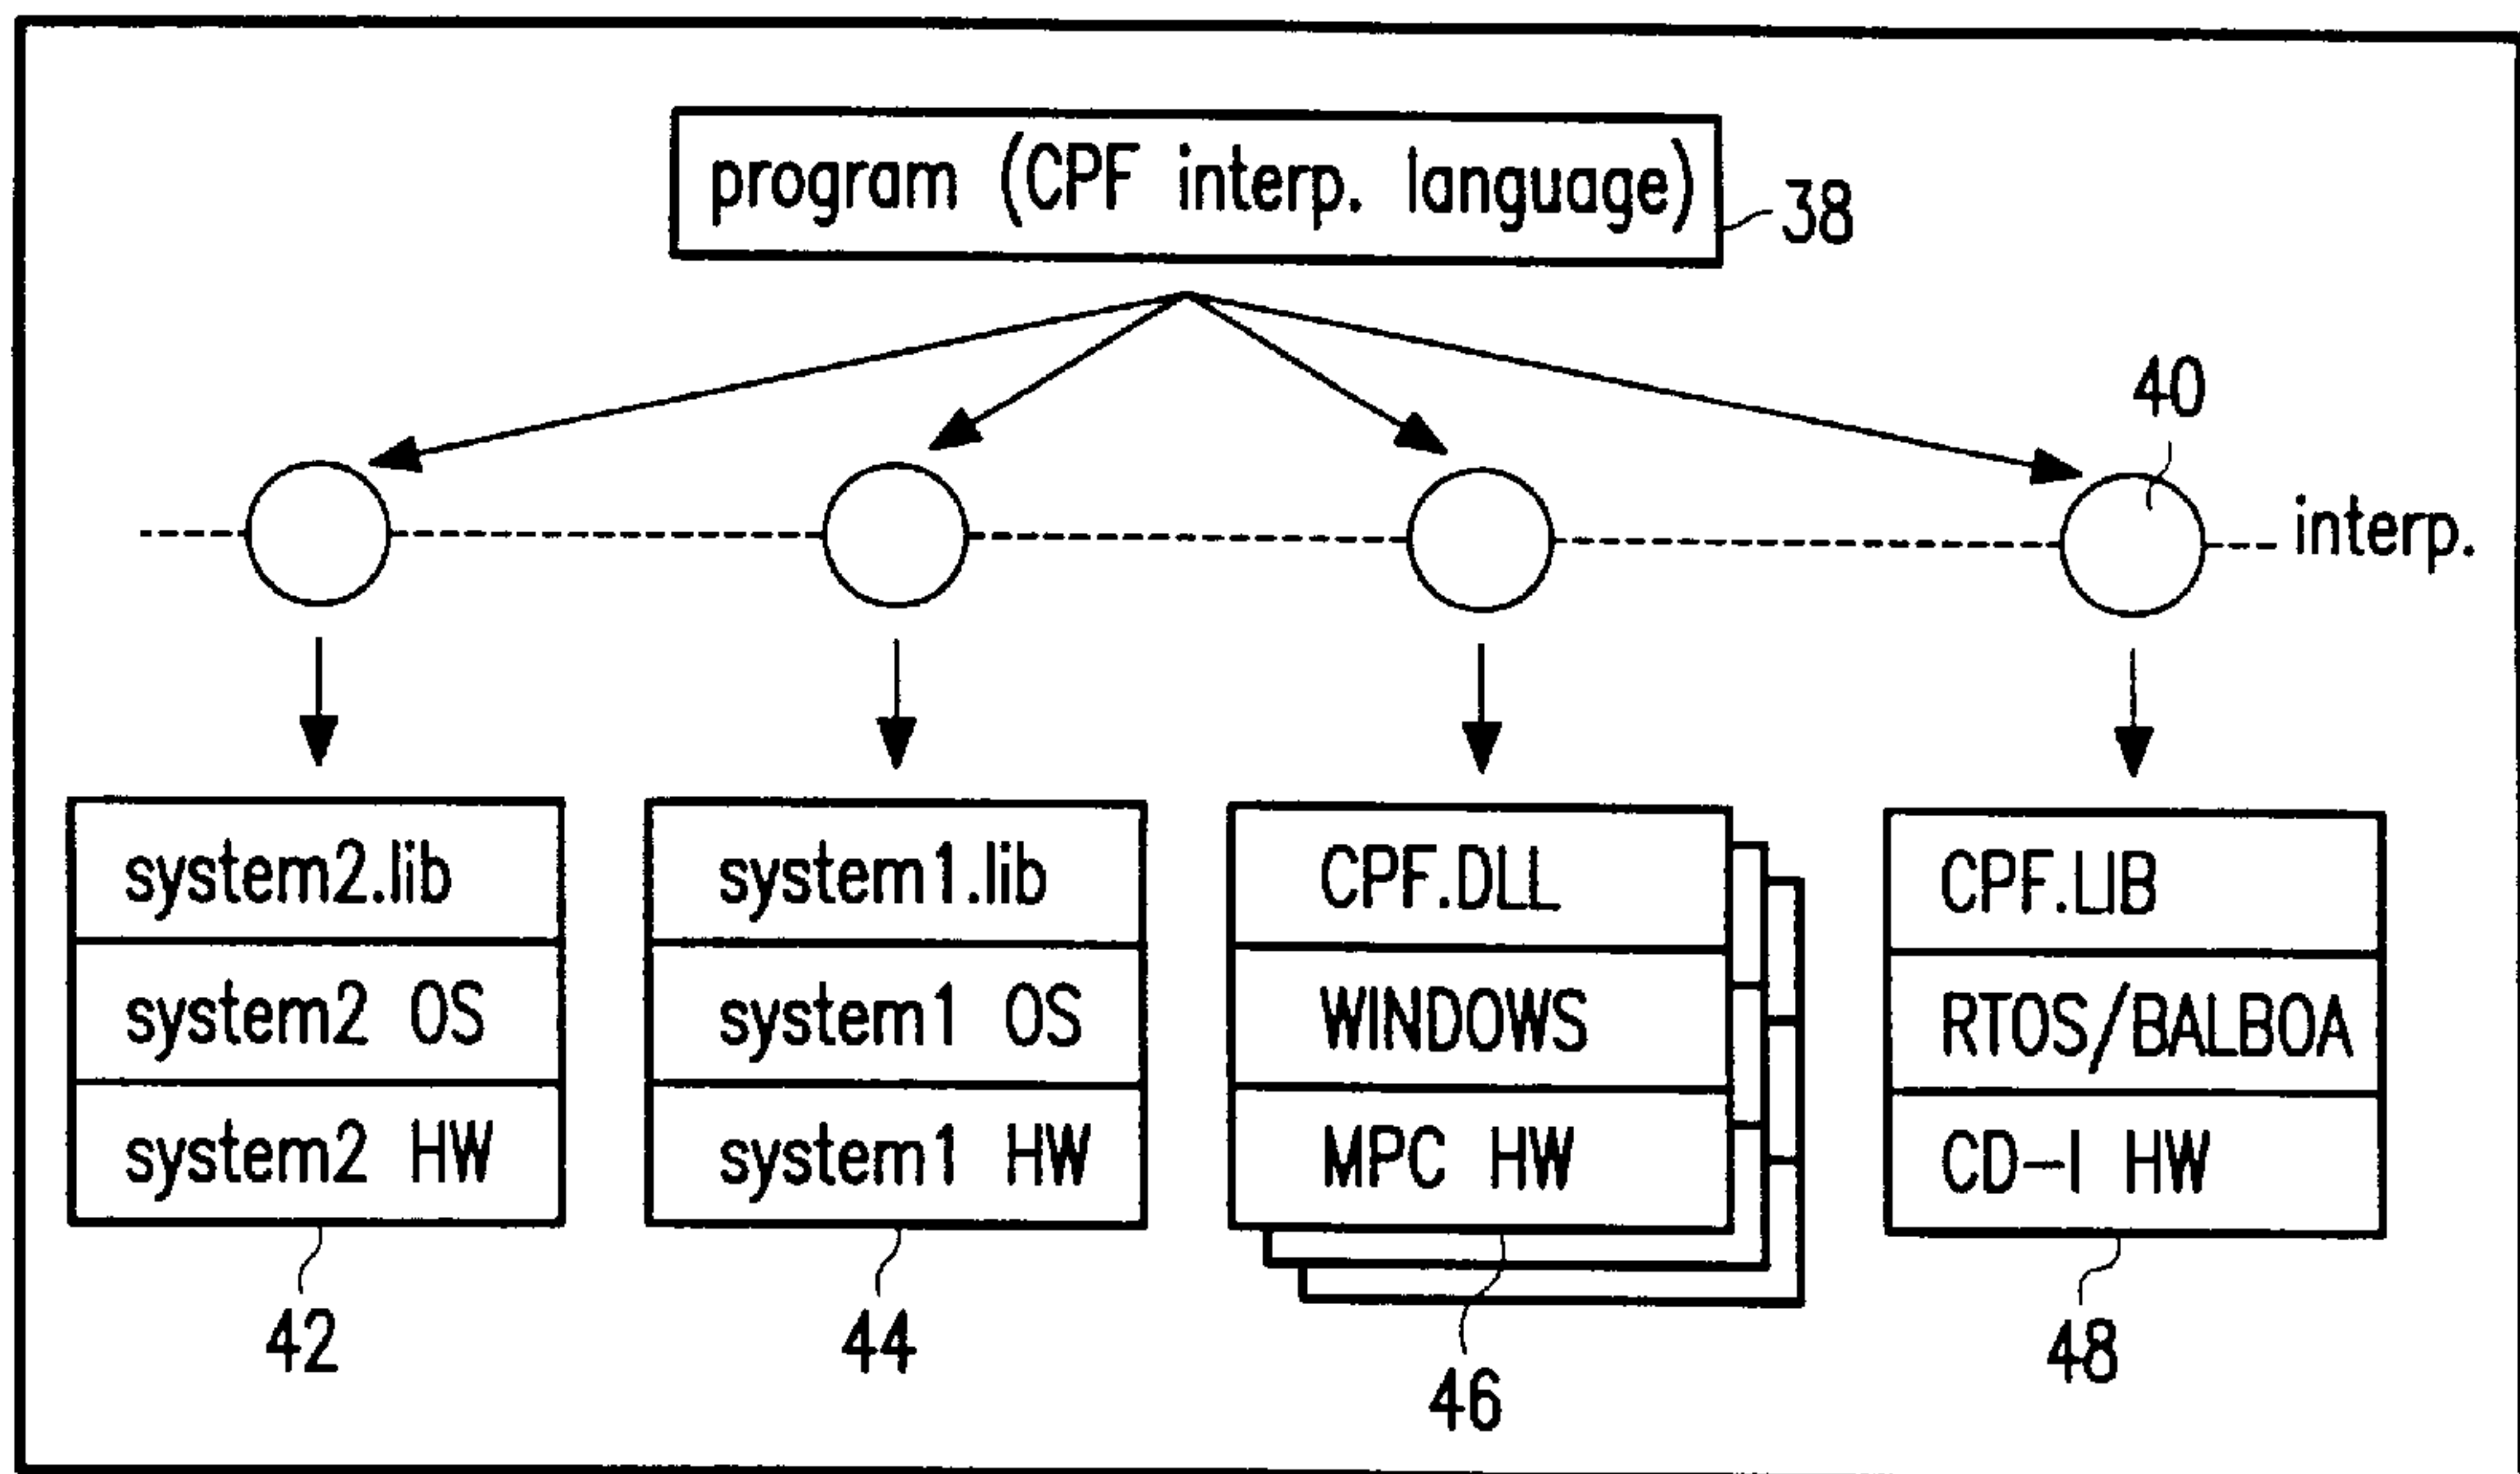 program (CPF interp. language)
38
40
interp.
system2.lib
system2 OS
system2 HW
42
system1.lib
system1 OS
system1 HW
44
CPF.DLL
WINDOWS
MPC HW
46
CPF.LIB
RTOS/BALBOA
CD-I HW
48